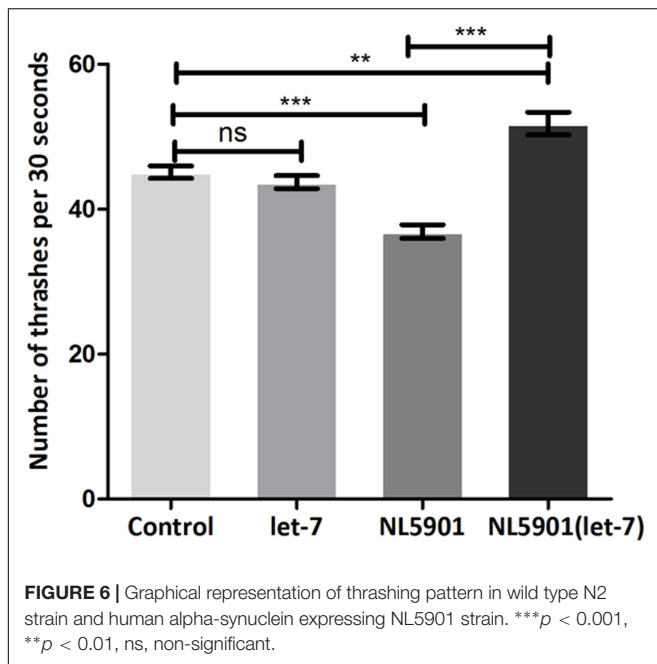 ***
**
***
ns
60
40
20
0
Number of thrashes per 30 seconds
Control let-7 NL5901 NL5901(let-7)
FIGURE 6 | Graphical representation of thrashing pattern in wild type N2
strain and human alpha-synuclein expressing NL5901 strain. ***p < 0.001,
**p < 0.01, ns, non-significant.